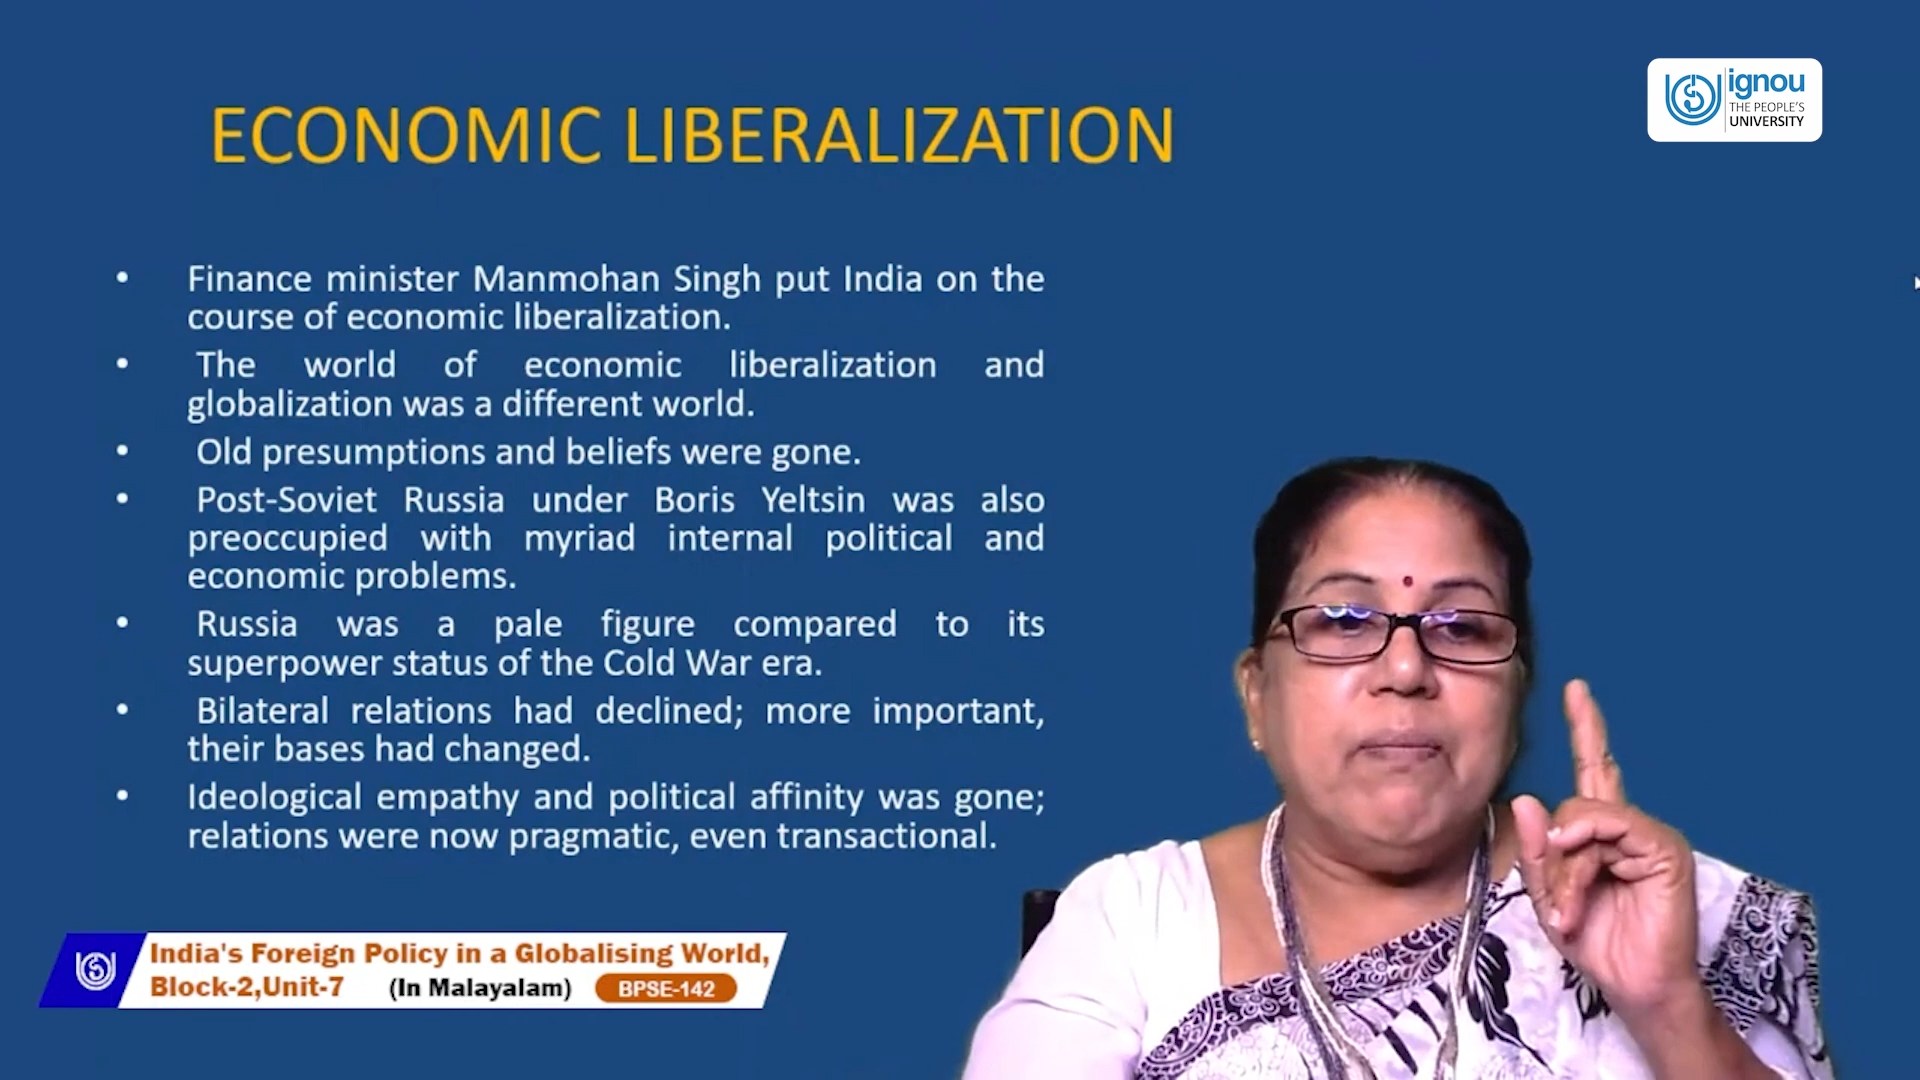 ignou
THE PEOPLE'S
UNIVERSITY
ECONOMIC LIBERALIZATION
• Finance minister Manmohan Singh put India on the
course of economic liberalization.
• The world of economic liberalization and
globalization was a different world.
• Old presumptions and beliefs were gone.
• Post-Soviet Russia under Boris Yeltsin was also
preoccupied with myriad internal political and
economic problems.
• Russia was a pale figure compared to its
superpower status of the Cold War era.
• Bilateral relations had declined; more important,
their bases had changed.
• Ideological empathy and political affinity was gone;
relations were now pragmatic, even transactional.
India's Foreign Policy in a Globalising World,
Block-2,Unit-7 (In Malayalam) BPSE-142